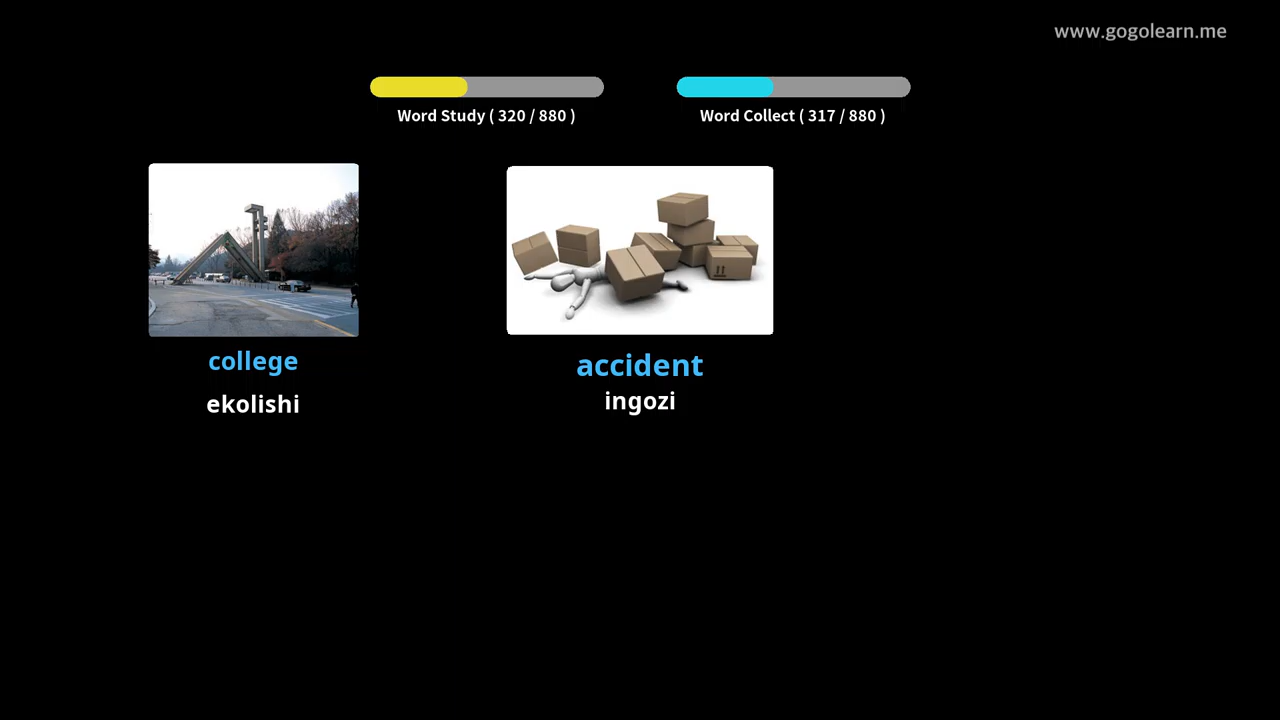 www.gogolearn.me
Word Study ( 320 / 880 )
Word Collect ( 317 / 880 )
college
ekolishi
accident
ingozi